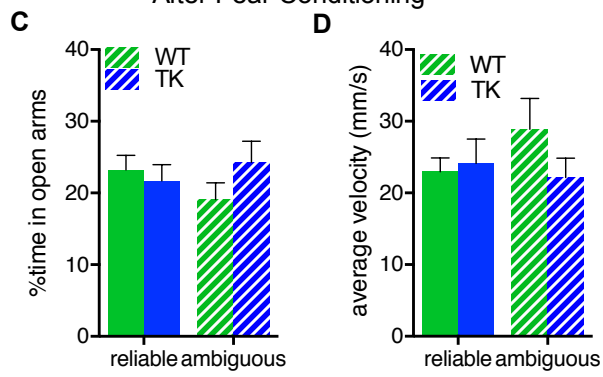 After Fear Conditioning
C
WT
TK
%time in open arms
40
30
20
10
0
reliable ambiguous
D
WT
TK
average velocity (mm/s)
40
30
20
10
0
reliable ambiguous